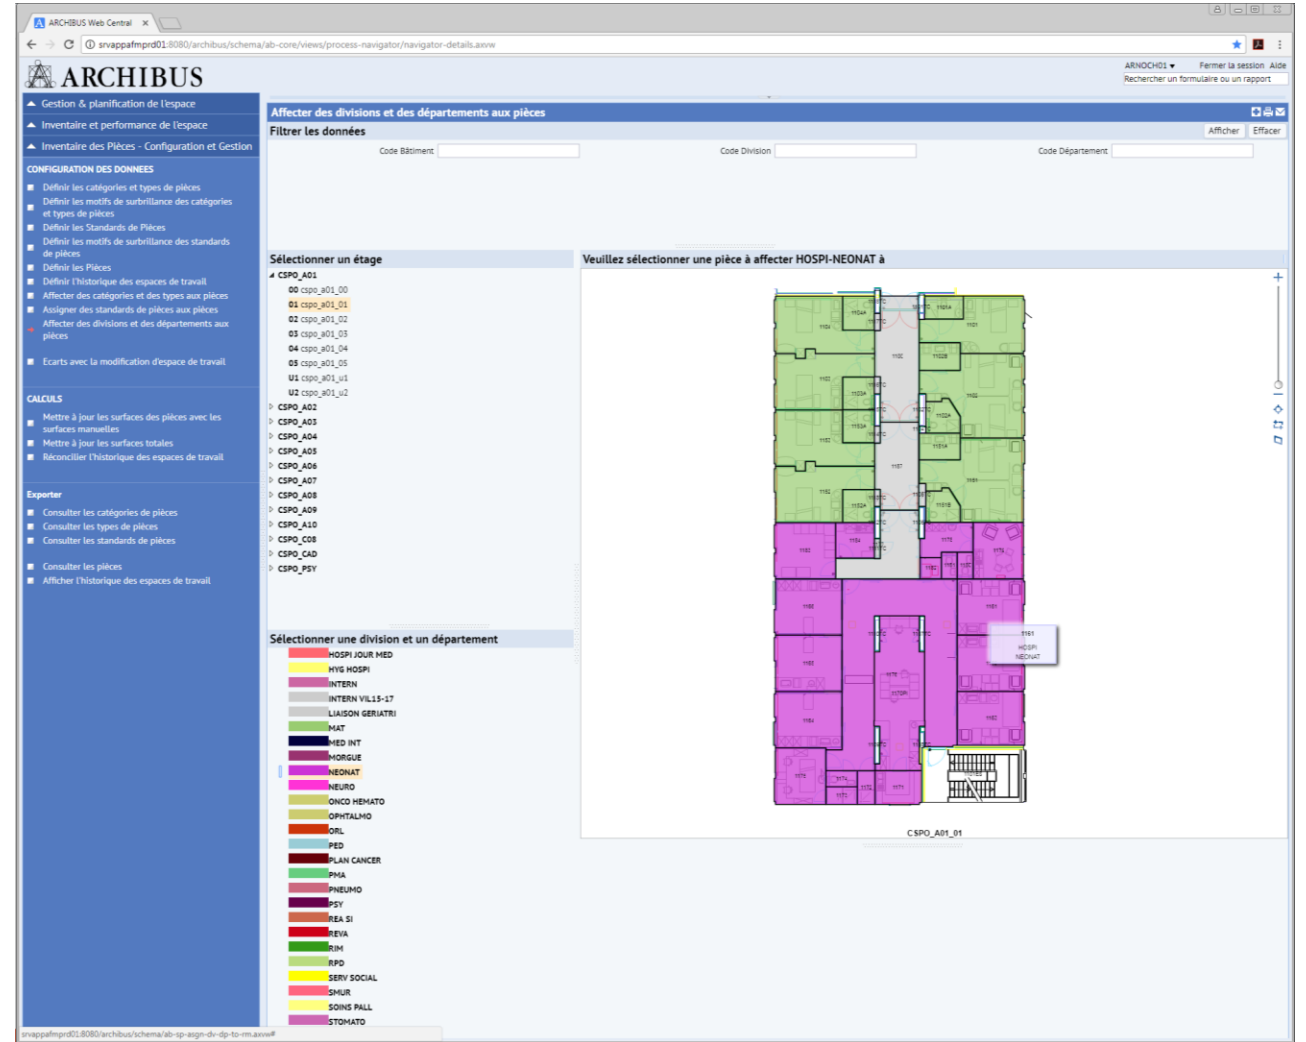 ARCHIBUS Web Central
srvappafmprd01:8080/archibus/schema/ab-core/views/process-navigator/navigator-details.axvw
ARCHIBUS
ARNOCH01 Fermer la session Aide
Rechercher un formulaire ou un rapport
Gestion & planification de l'espace
Inventaire et performance de l'espace
Inventaire des Pièces - Configuration et Gestion
CONFIGURATION DES DONNEES
Définir les catégories et types de pièces
Définir les motifs de surbrillance des catégories
et types de pièces
Définir les Standards de Pièces
Définir les motifs de surbrillance des standards
de pièces
Définir les Pièces
Définir l'historique des espaces de travail
Affecter des catégories et des types aux pièces
Assigner des standards de pièces aux pièces
Affecter des divisions et des départements aux
pièces
Ecarts avec la modification d'espace de travail
CALCULS
Mettre à jour les surfaces des pièces avec les
surfaces manuelles
Mettre à jour les surfaces totales
Réconcilier l'historique des espaces de travail
Exporter
Consulter les catégories de pièces
Consulter les types de pièces
Consulter les standards de pièces
Consulter les pièces
Afficher l'historique des espaces de travail
Affecter des divisions et des départements aux pièces
Filtrer les données
Afficher Effacer
Code Bâtiment
Code Division
Code Département
Sélectionner un étage
CSPO_A01
00 cspo_a01_00
01 cspo_a01_01
02 cspo_a01_02
03 cspo_a01_03
04 cspo_a01_04
05 cspo_a01_05
U1 cspo_a01_u1
U2 cspo_a01_u2
CSPO_A02
CSPO_A03
CSPO_A04
CSPO_A05
CSPO_A06
CSPO_A07
CSPO_A08
CSPO_A09
CSPO_A10
CSPO_C08
CSPO_CAD
CSPO_PSY
Sélectionner une division et un département
HOSPI JOUR MED
HYG HOSPI
INTERN
INTERN VIL15-17
LIAISON GERIATRI
MAT
MED INT
MORGUE
NEONAT
NEURO
ONCO HEMATO
OPHTALMO
ORL
PED
PLAN CANCER
PMA
PNEUMO
PSY
REA SI
REVA
RIM
RPD
SERV SOCIAL
SMUR
SOINS PALL
STOMATO
Veuillez sélectionner une pièce à affecter HOSPI-NEONAT à
1161
HOSPI
NEONAT
CSPO_A01_01
srvappafmprd01:8080/archibus/schema/ab-sp-asgn-dv-dp-to-rm.axvw#